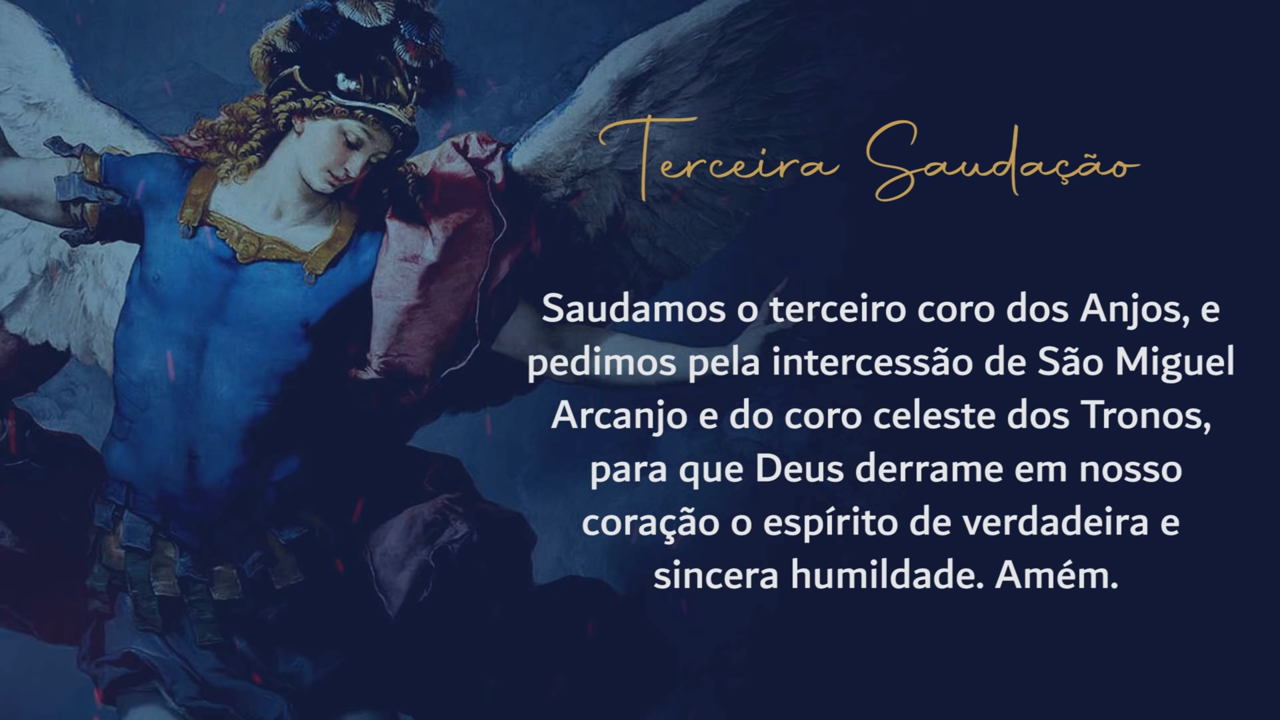 Terceira Saudação
Saudamos o terceiro coro dos Anjos, e
pedimos pela intercessão de São Miguel
Arcanjo e do coro celeste dos Tronos,
para que Deus derrame em nosso
coração o espírito de verdadeira e
sincera humildade. Amém.